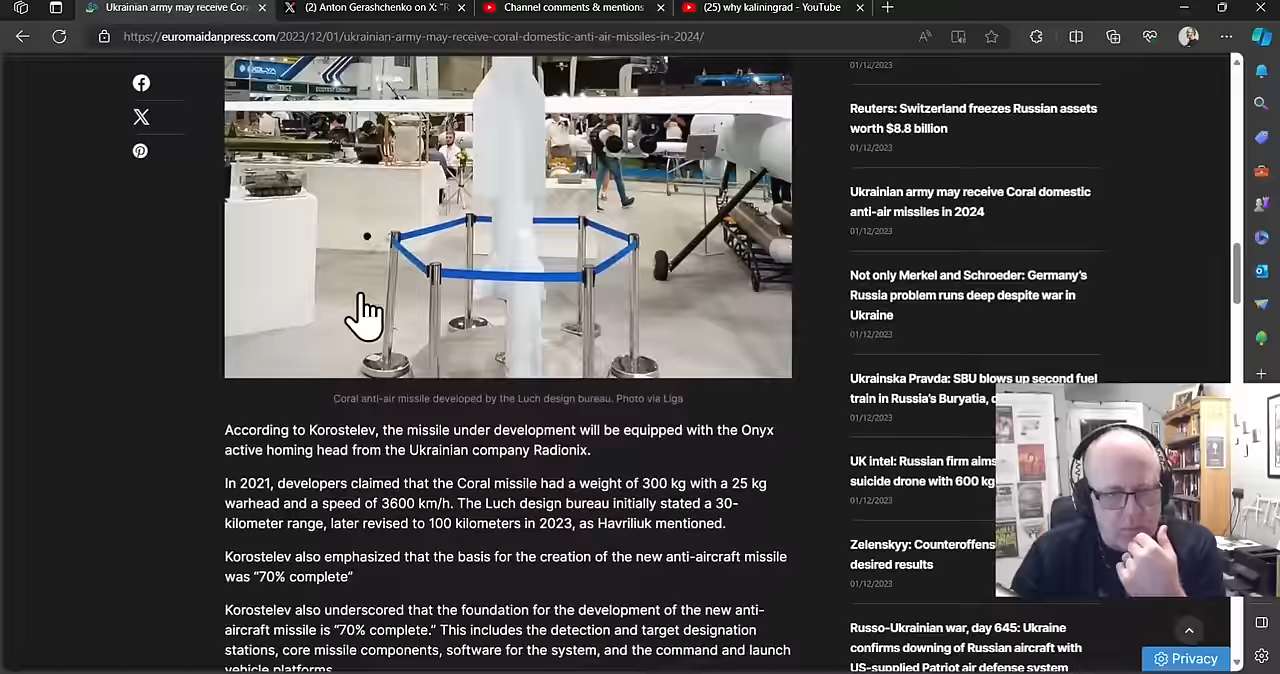 Ukrainian army may receive Cora
(2) Anton Gerashchenko on X: "R
Channel comments & mentions
(25) why kaliningrad - YouTube
https://euromaidanpress.com/2023/12/01/ukrainian-army-may-receive-coral-domestic-anti-air-missiles-in-2024/
Coral anti-air missile developed by the Luch design bureau. Photo via Liga
According to Korostelev, the missile under development will be equipped with the Onyx
active homing head from the Ukrainian company Radionix.
In 2021, developers claimed that the Coral missile had a weight of 300 kg with a 25 kg
warhead and a speed of 3600 km/h. The Luch design bureau initially stated a 30-
kilometer range, later revised to 100 kilometers in 2023, as Havriliuk mentioned.
Korostelev also emphasized that the basis for the creation of the new anti-aircraft missile
was “70% complete”
Korostelev also underscored that the foundation for the development of the new anti-
aircraft missile is “70% complete.” This includes the detection and target designation
stations, core missile components, software for the system, and the command and launch
vehicle platforms.
01/12/2023
Reuters: Switzerland freezes Russian assets
worth $8.8 billion
01/12/2023
Ukrainian army may receive Coral domestic
anti-air missiles in 2024
01/12/2023
Not only Merkel and Schroeder: Germany’s
Russia problem runs deep despite war in
Ukraine
01/12/2023
Ukrainska Pravda: SBU blows up second fuel
train in Russia’s Buryatia,
01/12/2023
UK intel: Russian firm aims
suicide drone with 600 kg
01/12/2023
Zelenskyy: Counteroffens
desired results
01/12/2023
Russo-Ukrainian war, day 645: Ukraine
confirms downing of Russian aircraft with
US-supplied Patriot air defense system
Privacy